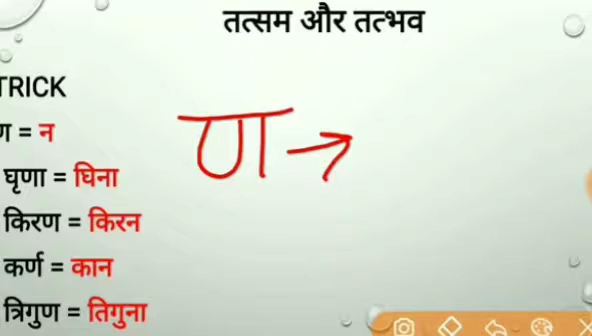 तत्सम और तत्भव
TRICK
ण = न
ण →
घृणा = घिना
किरण = किरन
कर्ण = कान
त्रिगुण = तिगुना